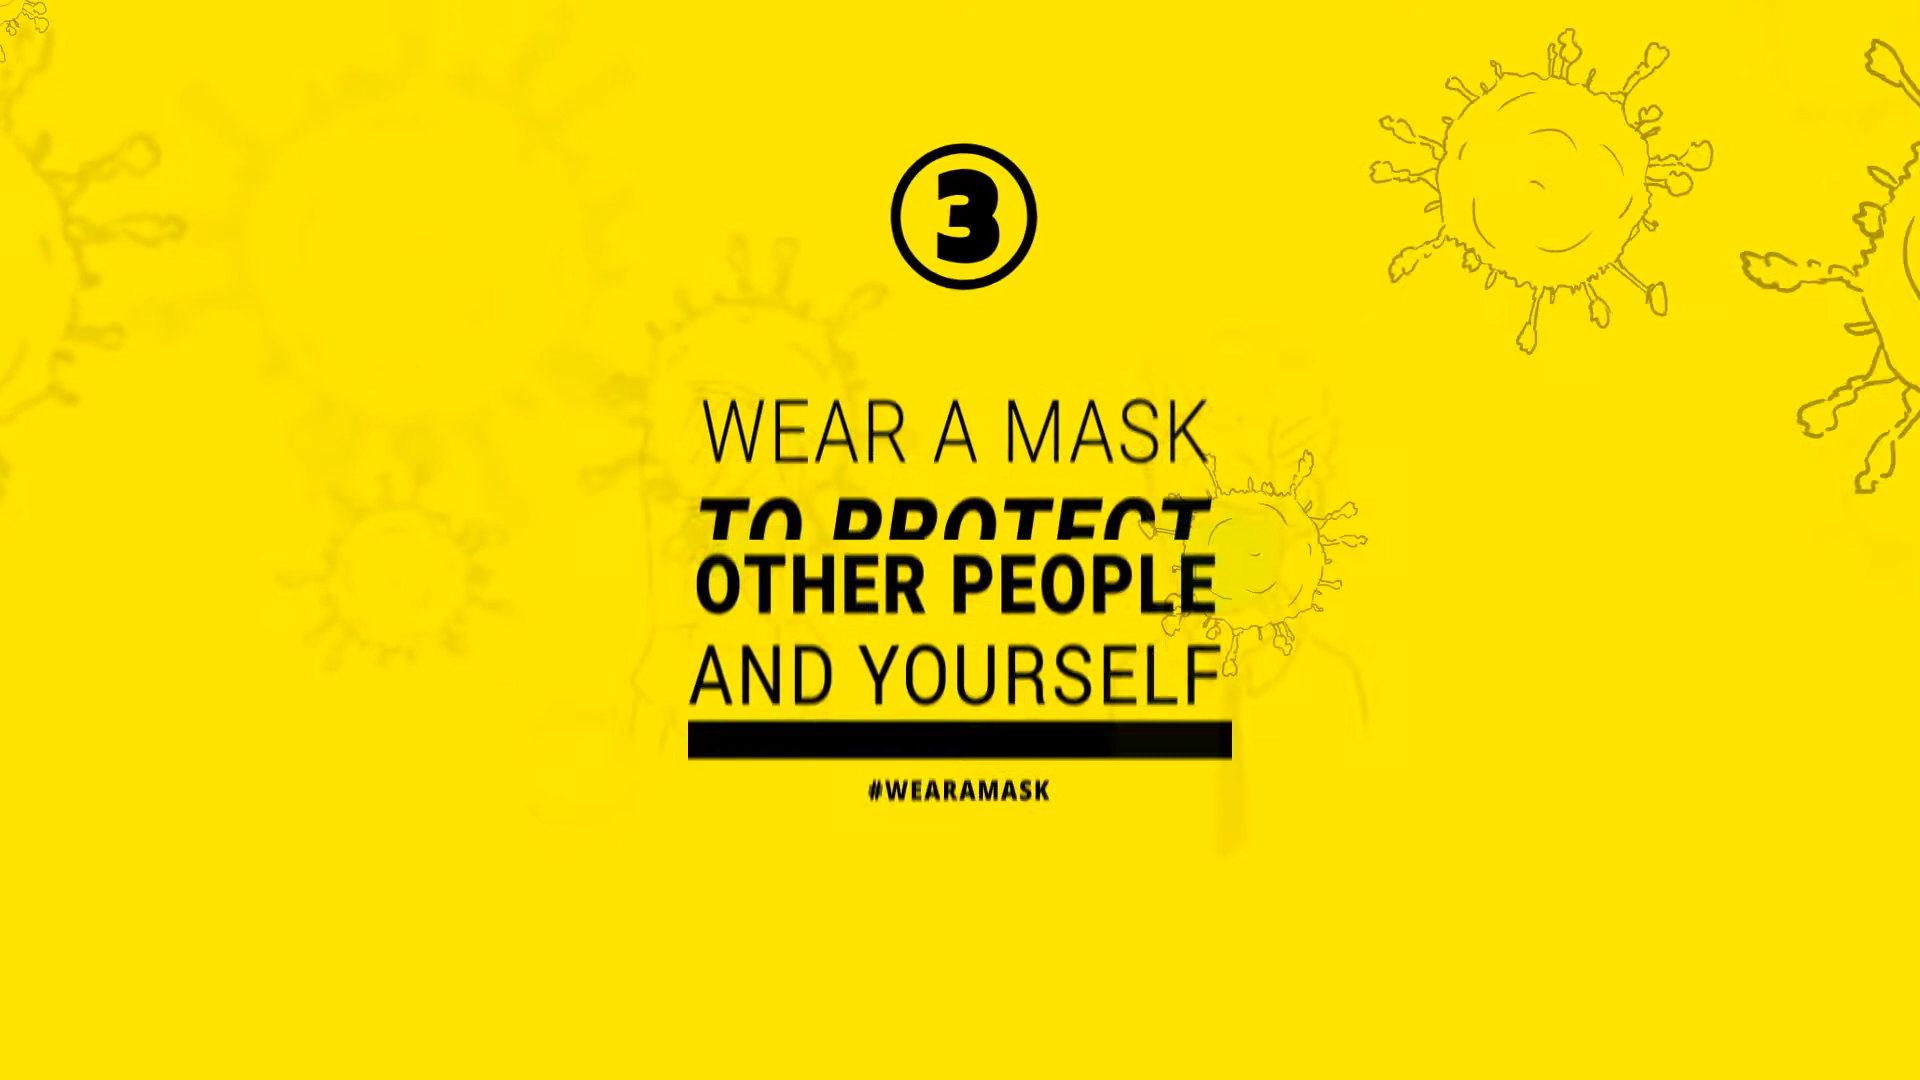 3
WEAR A MASK
TO PROTECT
OTHER PEOPLE
AND YOURSELF
#WEARAMASK